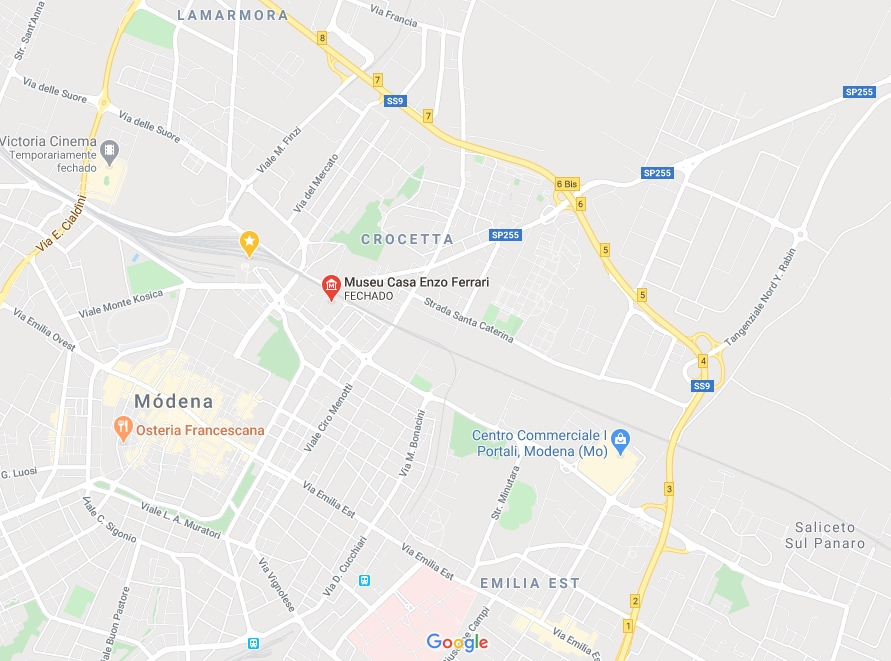 LAMARMORA
Via Francia
Str. Sant'Anna
8
7
SS9
7
SP255
Via delle Suore
Via delle Suore
Viale M. Finzi
Victoria Cinema
Temporariamente
fechado
Via del Mercato
SP255
6 Bis
6
Via E. Cialdini
CROCETTA
SP255
5
Museu Casa Enzo Ferrari
FECHADO
5
Tangenziale Nord Y. Rabin
Viale Monte Kosica
Strada Santa Caterina
Via Emilia Ovest
4
SS9
Módena
Osteria Francescana
Viale Ciro Menotti
Via M. Bonacini
Centro Commerciale I
Portali, Modena (Mo)
G. Luosi
Via Emilia Est
Str. Minutara
3
Viale C. Sigonio
Viale L. A. Muratori
Saliceto
Sul Panaro
Via D. Cucchiari
Via Emilia Est
Via Vignolese
EMILIA EST
iale Buon Pastore
2
1
Giuseppe Campi
Via Emilia Es
Google